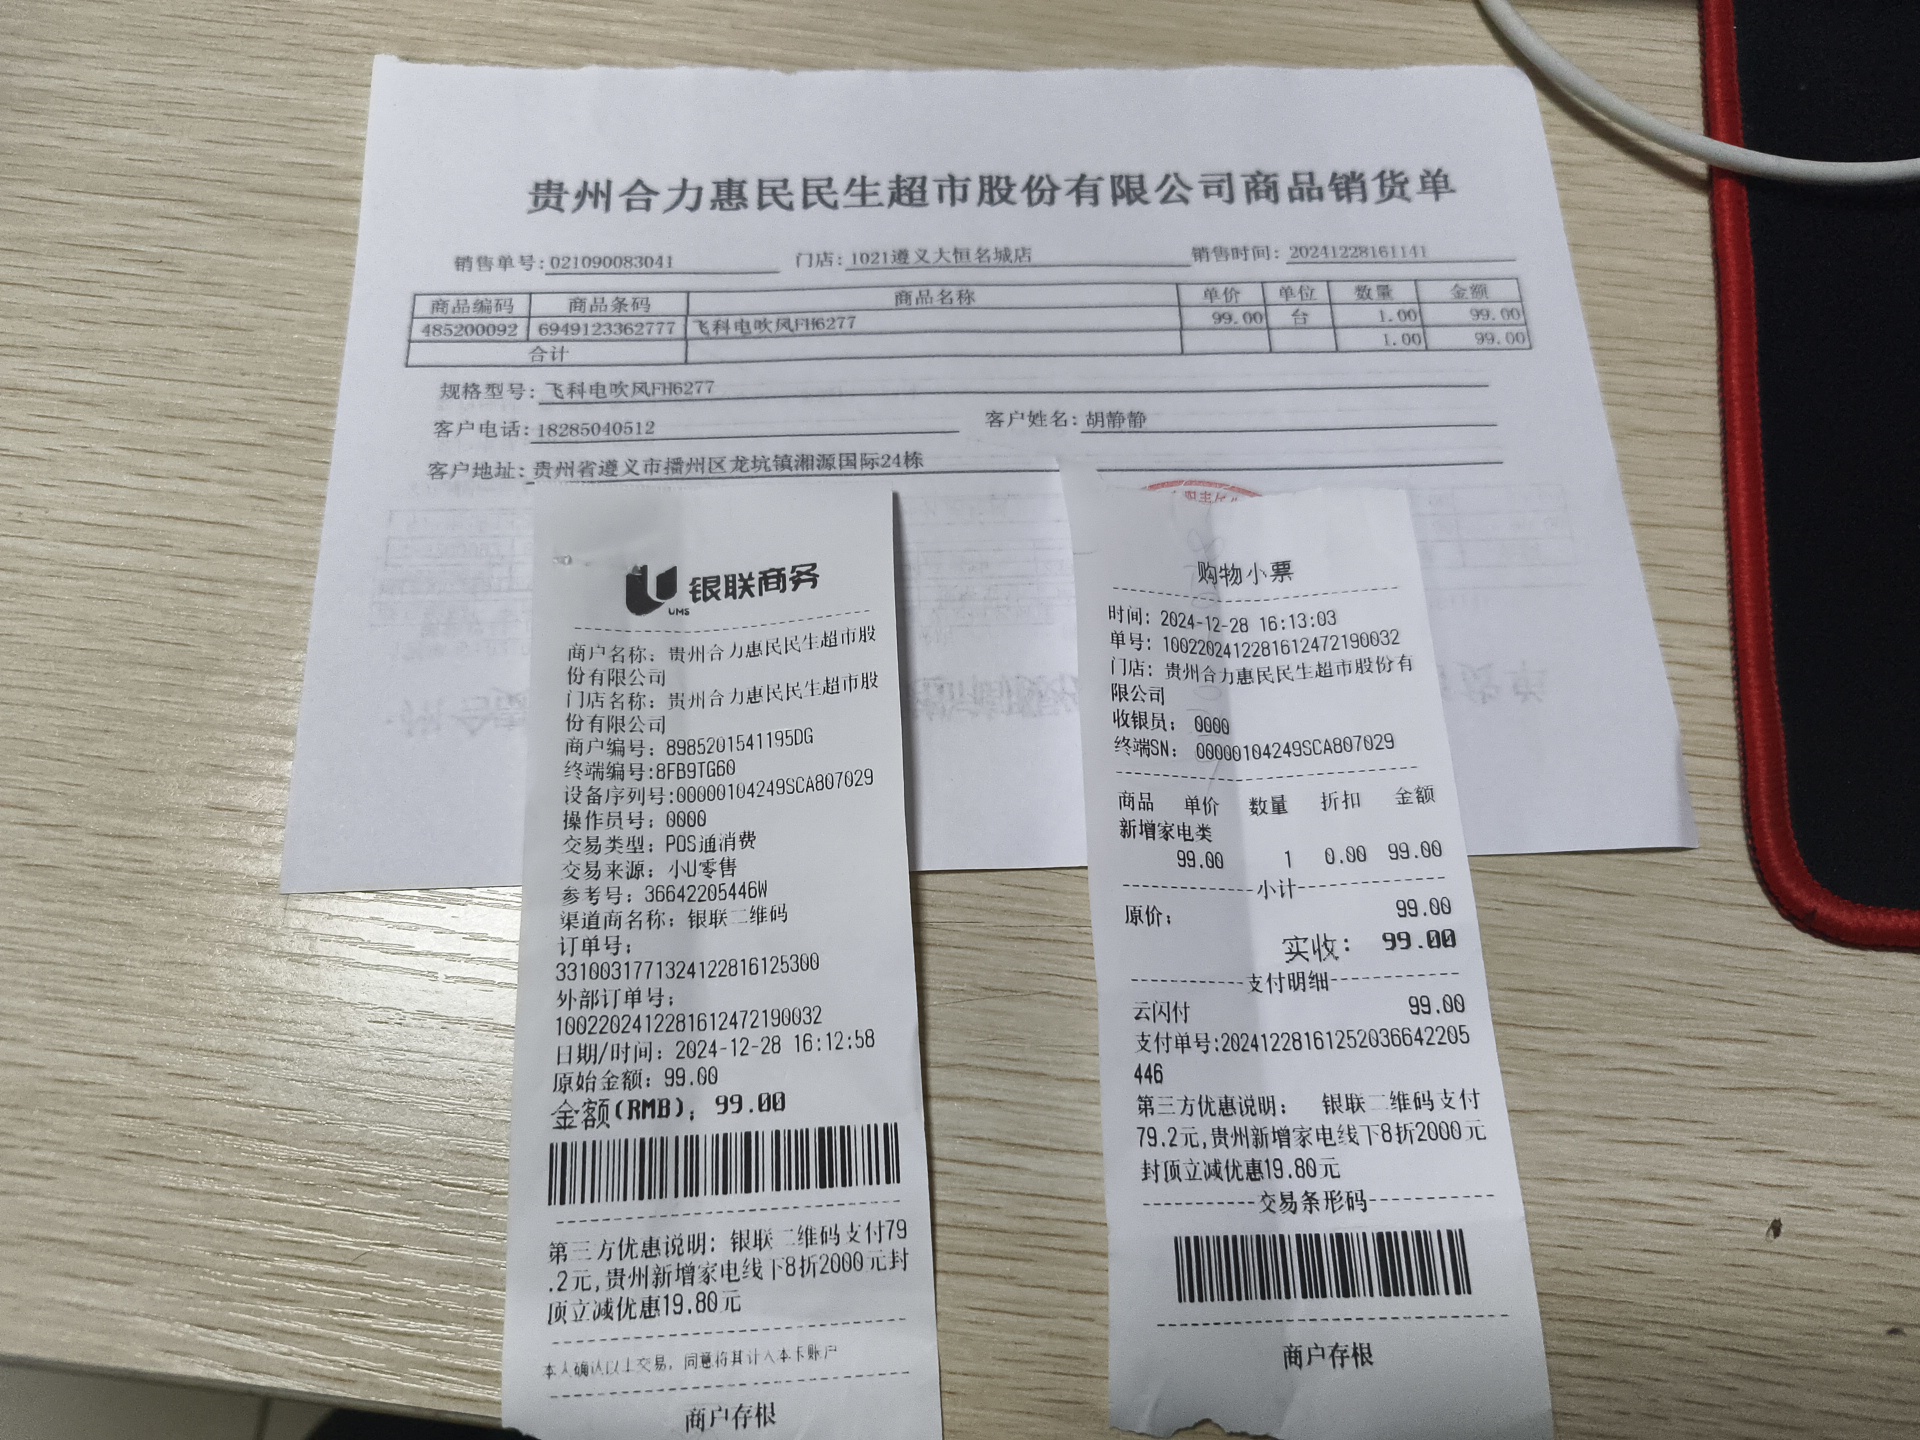 贵州合力惠民民生超市股份有限公司商品销货单
销售单号:021090083041 门店:1021遵义大恒名城店 销售时间:20241228161141
商品编码 商品条码 商品名称 单价 单位 数量 金额
485200092 6949123362777 飞科电吹风FH6277 99.00 台 1.00 99.00
合计 1.00 99.00
规格型号:飞科电吹风FH6277
客户电话:18285040512 客户姓名:胡静静
客户地址:贵州省遵义市播州区龙坑镇湘源国际24栋
银联商务
UMS
商户名称: 贵州合力惠民民生超市股
份有限公司
门店名称: 贵州合力惠民民生超市股
份有限公司
商户编号: 8985201541195DG
终端编号:8FB9TG60
设备序列号:00000104249SCA807029
操作员号: 0000
交易类型: POS通消费
交易来源: 小U零售
参考号: 36642205446W
渠道商名称: 银联二维码
订单号:
3310031771324122816125300
外部订单号:
1002202412281612472190032
日期/时间: 2024-12-28 16:12:58
原始金额: 99.00
金额(RMB): 99.00
第三方优惠说明: 银联二维码支付79
.2元,贵州新增家电线下8折2000元封
顶立减优惠19.80元
本人确认以上交易, 同意将其计入本卡账户
商户存根
购物小票
时间: 2024-12-28 16:13:03
单号: 1002202412281612472190032
门店: 贵州合力惠民民生超市股份有
限公司
收银员: 0000
终端SN: 00000104249SCA807029
商品 单价 数量 折扣 金额
新增家电类
99.00 1 0.00 99.00
小计
原价: 99.00
实收: 99.00
支付明细
云闪付 99.00
支付单号:20241228161252036642205
446
第三方优惠说明: 银联二维码支付
79.2元,贵州新增家电线下8折2000元
封顶立减优惠19.80元
交易条形码
商户存根